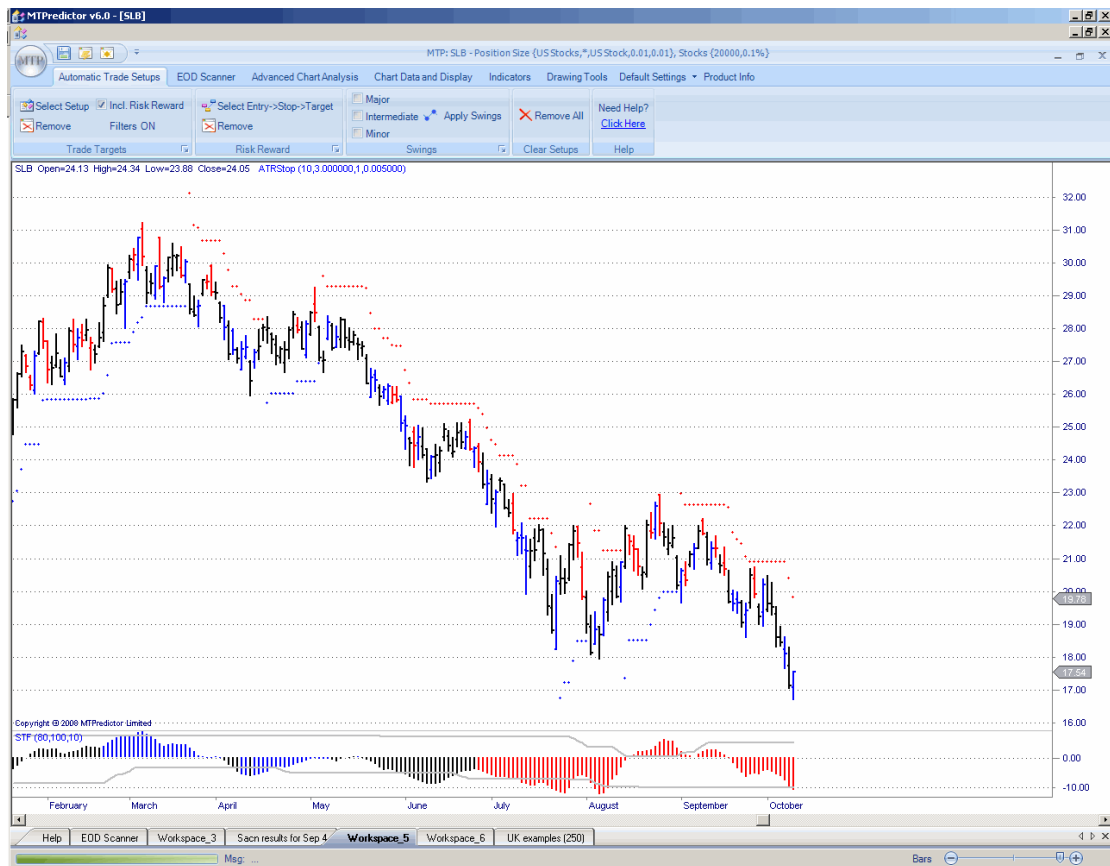 MTPredictor v6.0 - [SLB]
MTP
MTP: SLB - Position Size {US Stocks,*,US Stock,0.01,0.01}, Stocks {20000,0.1%}
Automatic Trade Setups EOD Scanner Advanced Chart Analysis Chart Data and Display Indicators Drawing Tools Default Settings Product Info
Select Setup Incl. Risk Reward Select Entry->Stop->Target Major Need Help?
Intermediate Apply Swings Remove All
Remove Filters ON Remove Click Here
Minor
Trade Targets Risk Reward Swings Clear Setups Help
SLB Open=24.13 High=24.34 Low=23.88 Close=24.05 ATRStop (10,3.000000,1,0.005000)
32.00
31.00
30.00
29.00
28.00
27.00
26.00
25.00
24.00
23.00
22.00
21.00
20.00
19.78
19.00
18.00
17.54
17.00
16.00
Copyright @ 2008 MTPredictor Limited
STF (80,100,10)
0.00
-10.00
February March April May June July August September October
Help EOD Scanner Workspace_3 Sacn results for Sep 4 Workspace_5 Workspace_6 UK examples (250)
Msg: ... Bars